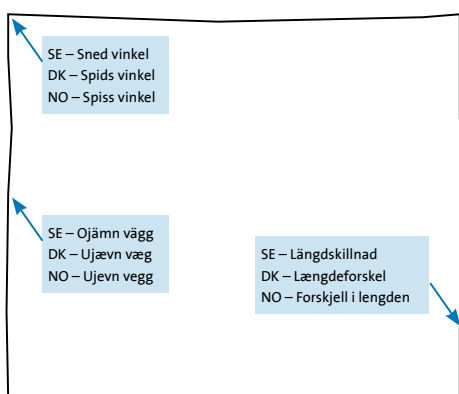 SE – Sned vinkel
DK – Spids vinkel
NO – Spiss vinkel
SE – Ojämn vägg
DK – Ujævn væg
NO – Ujevn vegg
SE – Längdskillnad
DK – Længdeforskel
NO – Forskjell i lengden